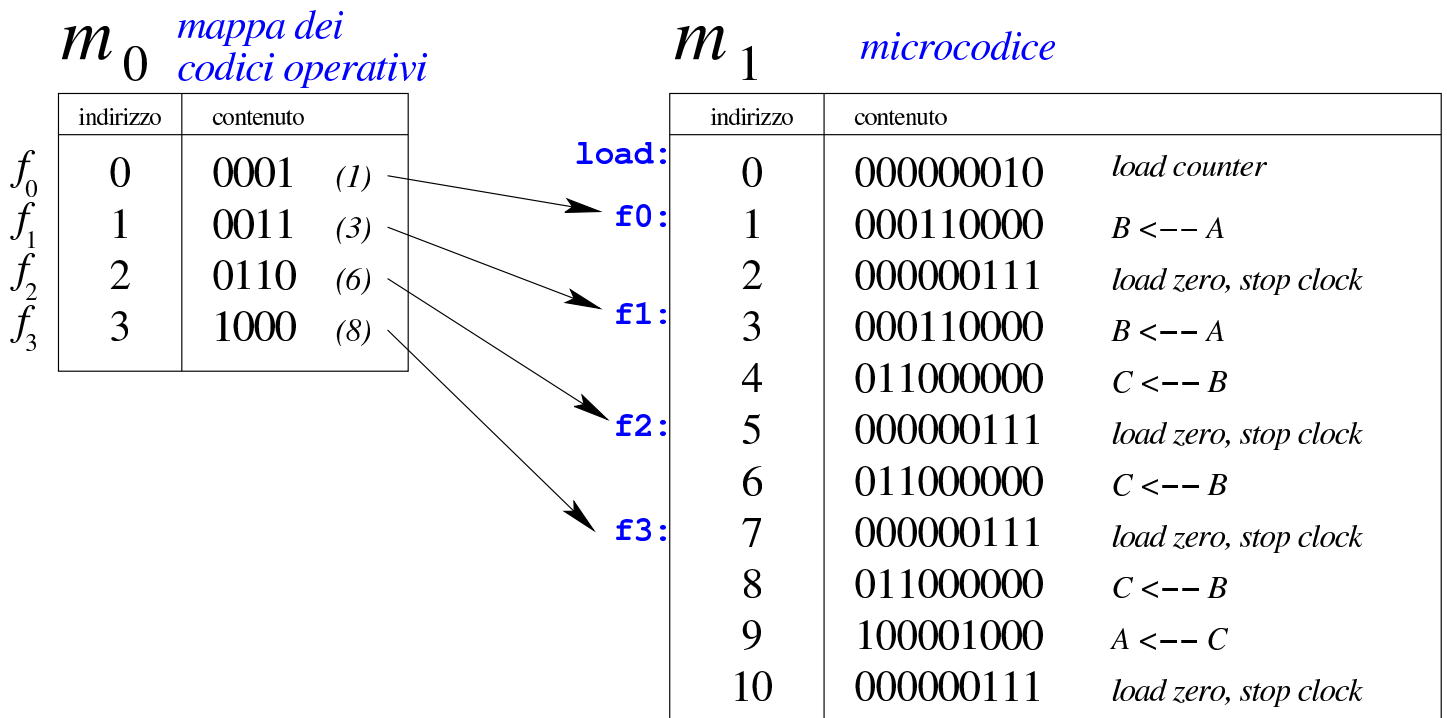 m0 mappa dei
codici operativi
indirizzo contenuto
f0 0 0001 (1)
f1 1 0011 (3)
f2 2 0110 (6)
f3 3 1000 (8)
m1 microcodice
indirizzo contenuto
load: 0 000000010 load counter
f0: 1 000110000 B <-- A
2 000000111 load zero, stop clock
f1: 3 000110000 B <-- A
4 011000000 C <-- B
f2: 5 000000111 load zero, stop clock
6 011000000 C <-- B
f3: 7 000000111 load zero, stop clock
8 011000000 C <-- B
9 100001000 A <-- C
10 000000111 load zero, stop clock